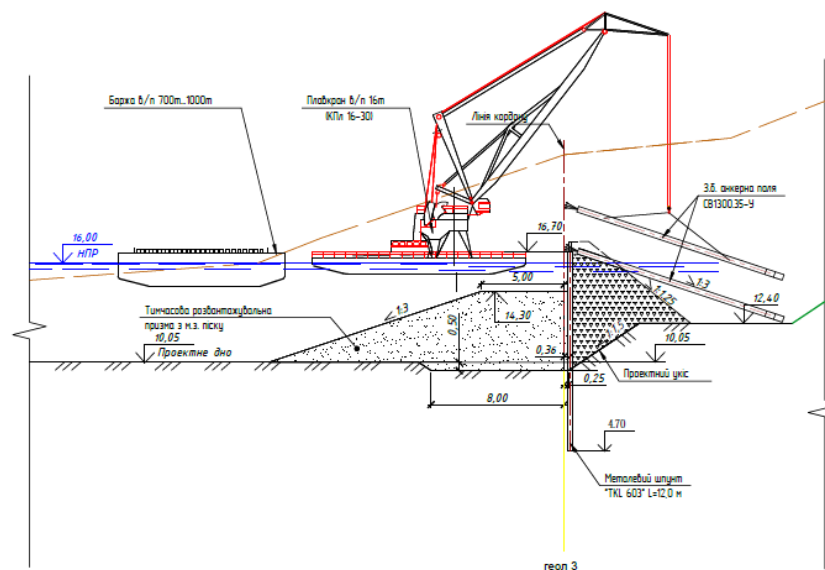 Баржа в/п 700т...1000т
Плавкран в/п 16т
(КПл 16-30)
Лінія кордону
З.б. анкерна паля
СВ1300.35-У
16,00
НПР
16,70
1:3
5,00
1:1,25
12,40
Тимчасова розвантажувальна
призма з м.з. піску
1:3
14,30
0,50
10,05
Проектне дно
0,36
10,05
0,25
Проектний укіс
8,00
4.70
Металевий шпунт
"TKL 603" L=12,0 м
геол 3